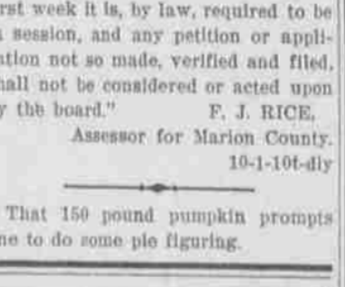 rst week it is, by law, required to be
session, and any petition or appli-
ation not so made, verified and filed,
hall not be considered or acted upon
y the board." F. J. RICE,
Assessor for Marion County.
10-1-10t-dly
That 150 pound pumpkin prompts
ne to do some pie figuring.